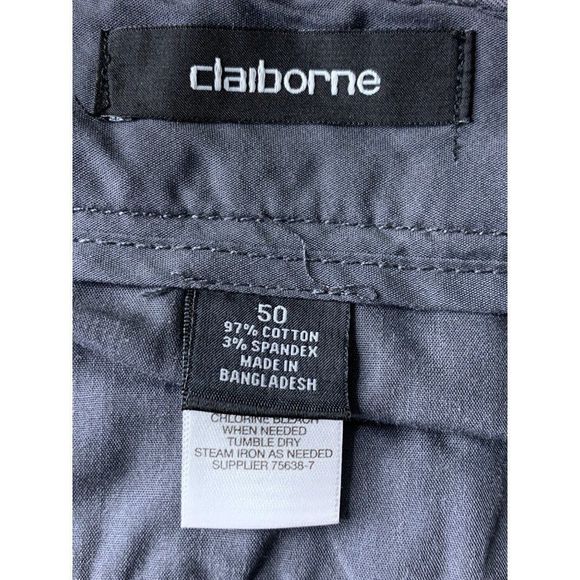 claiborne
50
97% COTTON
3% SPANDEX
MADE IN
BANGLADESH
CHLORINE BLEACH
WHEN NEEDED
TUMBLE DRY
STEAM IRON AS NEEDED
SUPPLIER 75638-7